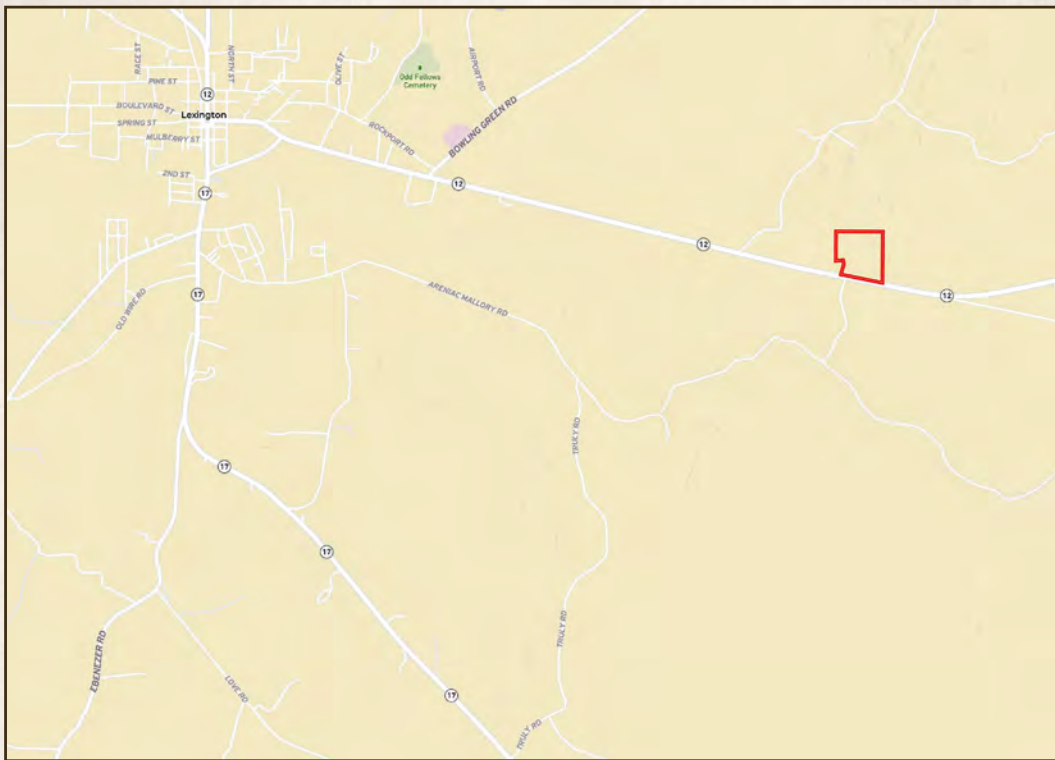 RACE ST
NORTH ST
OLIVE ST
Odd Fellows
Cemetery
AIRPORT RD
PINE ST
12
BOULEVARD ST
Lexington
SPRING ST
MULBERRY ST
ROCKPORT RD
BOWLING GREEN RD
2ND ST
17
12
12
12
17
OLD WIRE RD
ARENIAC MALLORY RD
TRULY RD
17
17
TRULY RD
EBENEZER RD
LOVE RD
17
TRULY RD